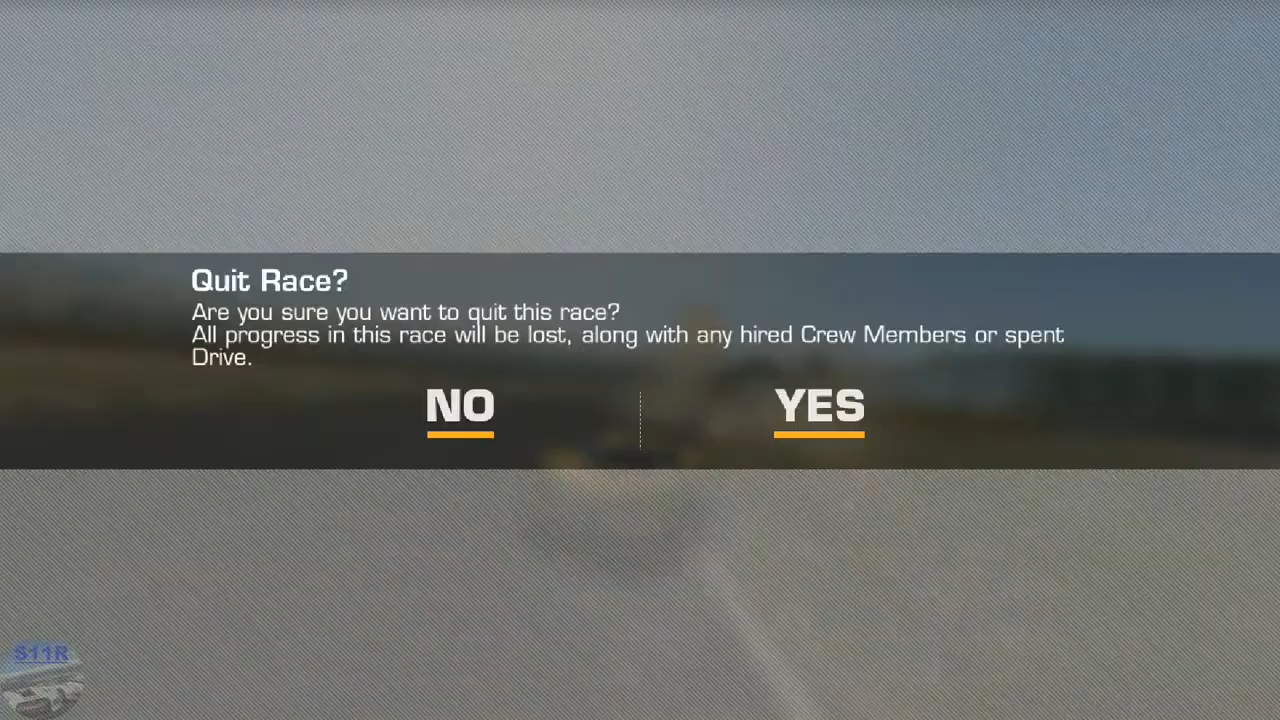 Quit Race?
Are you sure you want to quit this race?
All progress in this race will be lost, along with any hired Crew Members or spent
Drive.
NO
YES
S11R